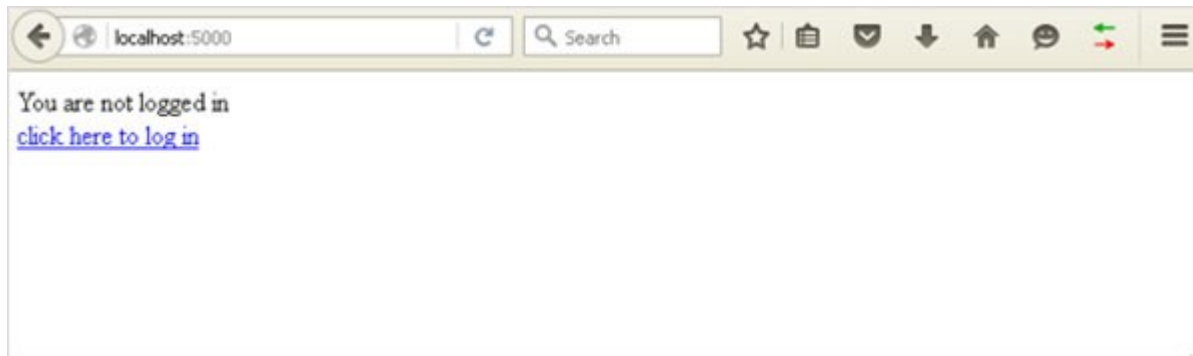 localhost:5000
Search
You are not logged in
click here to log in